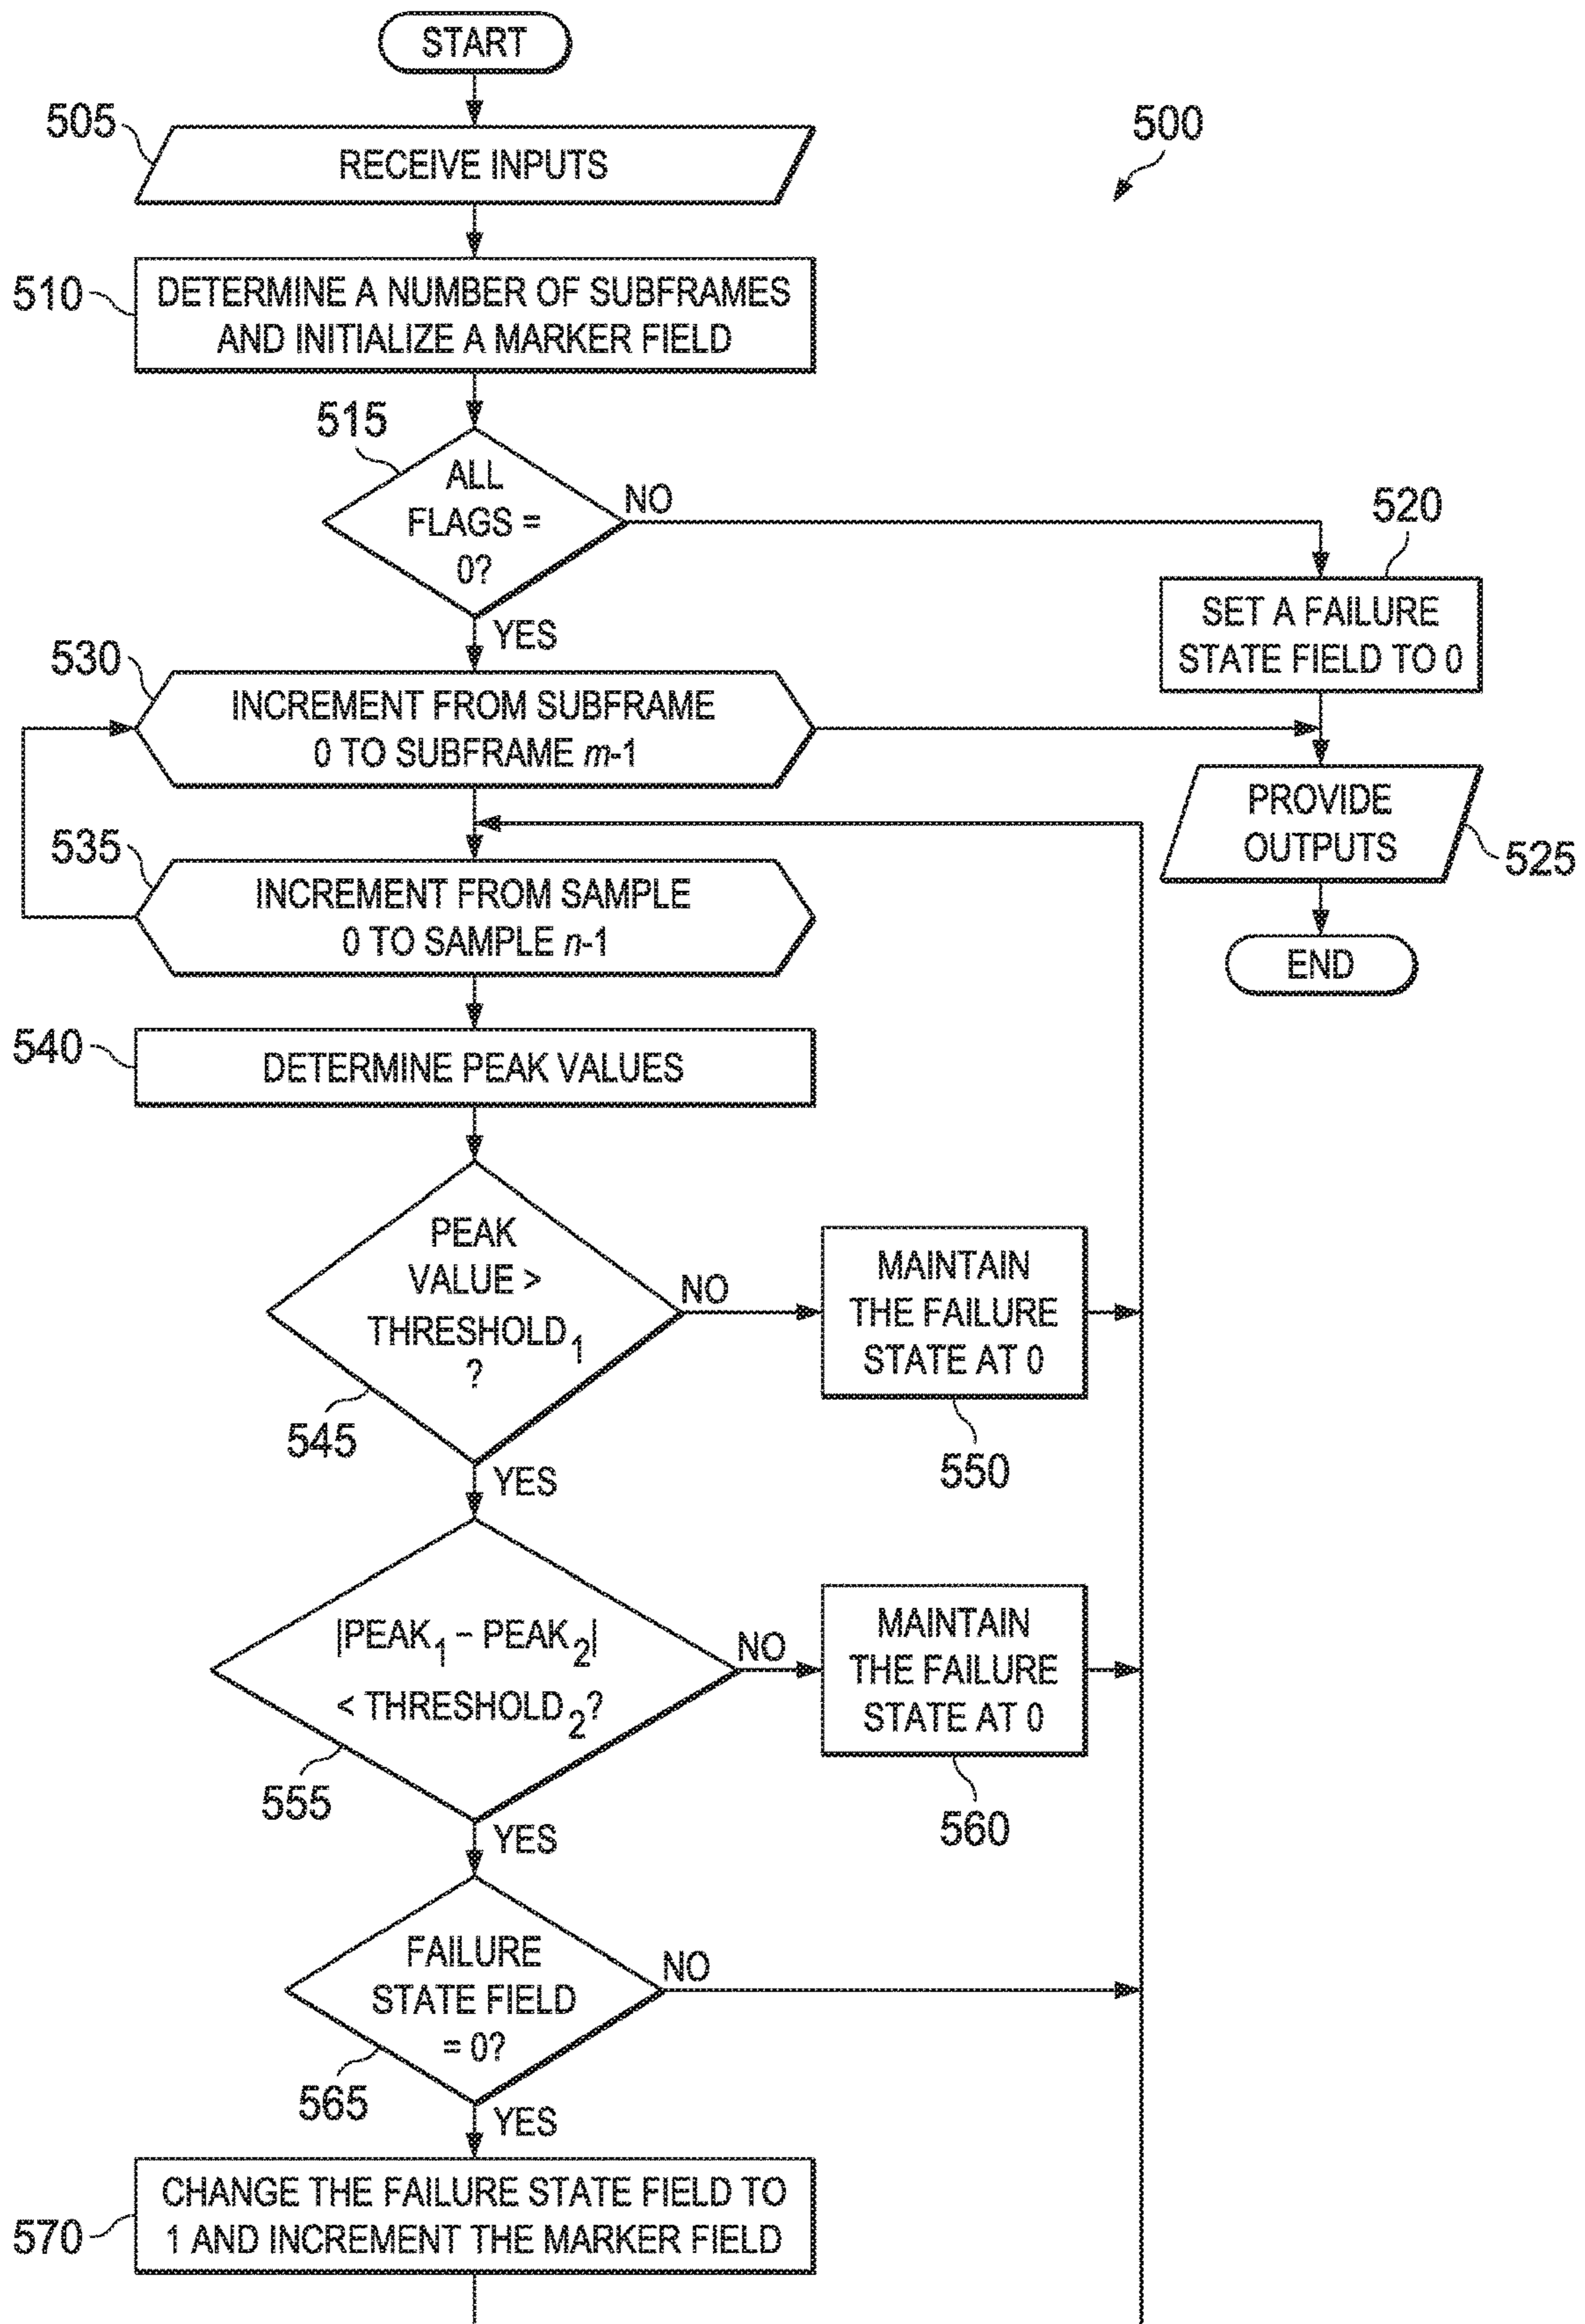 START
505
RECEIVE INPUTS
500
510
DETERMINE A NUMBER OF SUBFRAMES
AND INITIALIZE A MARKER FIELD
515
ALL
FLAGS =
0?
NO
YES
520
SET A FAILURE
STATE FIELD TO 0
530
INCREMENT FROM SUBFRAME
0 TO SUBFRAME m-1
PROVIDE
OUTPUTS
525
535
INCREMENT FROM SAMPLE
0 TO SAMPLE n-1
END
540
DETERMINE PEAK VALUES
PEAK
VALUE >
THRESHOLD1
?
545
NO
YES
MAINTAIN
THE FAILURE
STATE AT 0
550
|PEAK1 – PEAK2|
< THRESHOLD2?
555
NO
YES
MAINTAIN
THE FAILURE
STATE AT 0
560
FAILURE
STATE FIELD
= 0?
565
NO
YES
570
CHANGE THE FAILURE STATE FIELD TO
1 AND INCREMENT THE MARKER FIELD